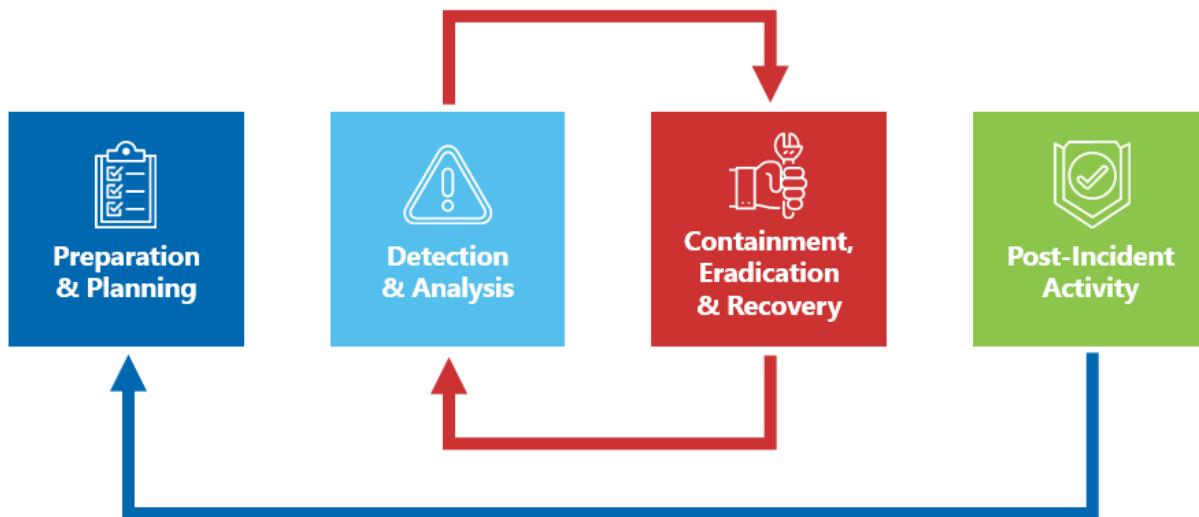 Preparation
& Planning
Detection
& Analysis
Containment,
Eradication
& Recovery
Post-Incident
Activity